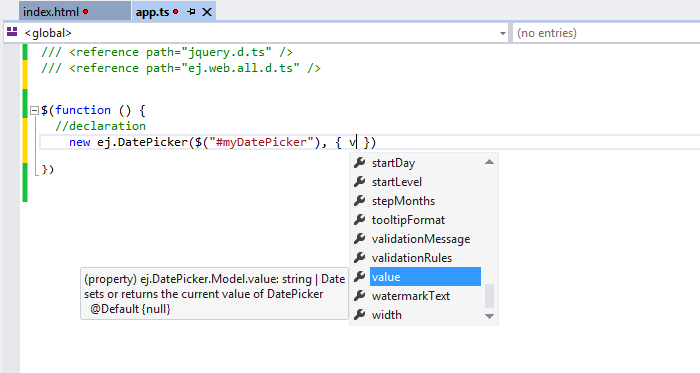 index.html app.ts
<global> (no entries)
/// <reference path="jquery.d.ts" />
/// <reference path="ej.web.all.d.ts" />
$(function () {
//declaration
new ej.DatePicker($("#myDatePicker"), { v })
})
startDay
startLevel
stepMonths
tooltipFormat
validationMessage
validationRules
value
watermarkText
width
(property) ej.DatePicker.Model.value: string | Date
sets or returns the current value of DatePicker
@Default {null}